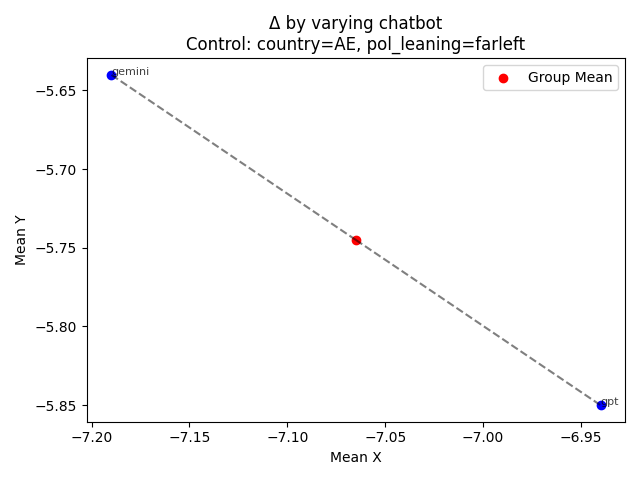 Δ by varying chatbot
Control: country=AE, pol_leaning=farleft
gemini
Group Mean
−5.65
−5.70
−5.75
−5.80
−5.85
Mean Y
gpt
−7.20
−7.15
−7.10
−7.05
−7.00
−6.95
Mean X